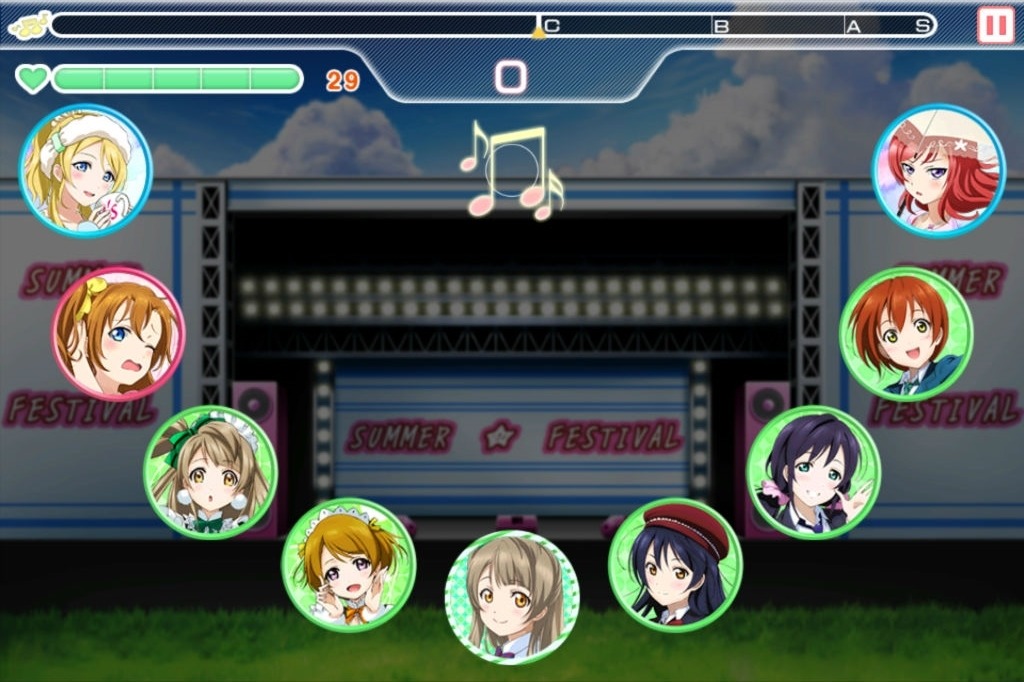 C B A S
29
0
SUMMER
SUMMER
FESTIVAL
SUMMER ☆ FESTIVAL
FESTIVAL